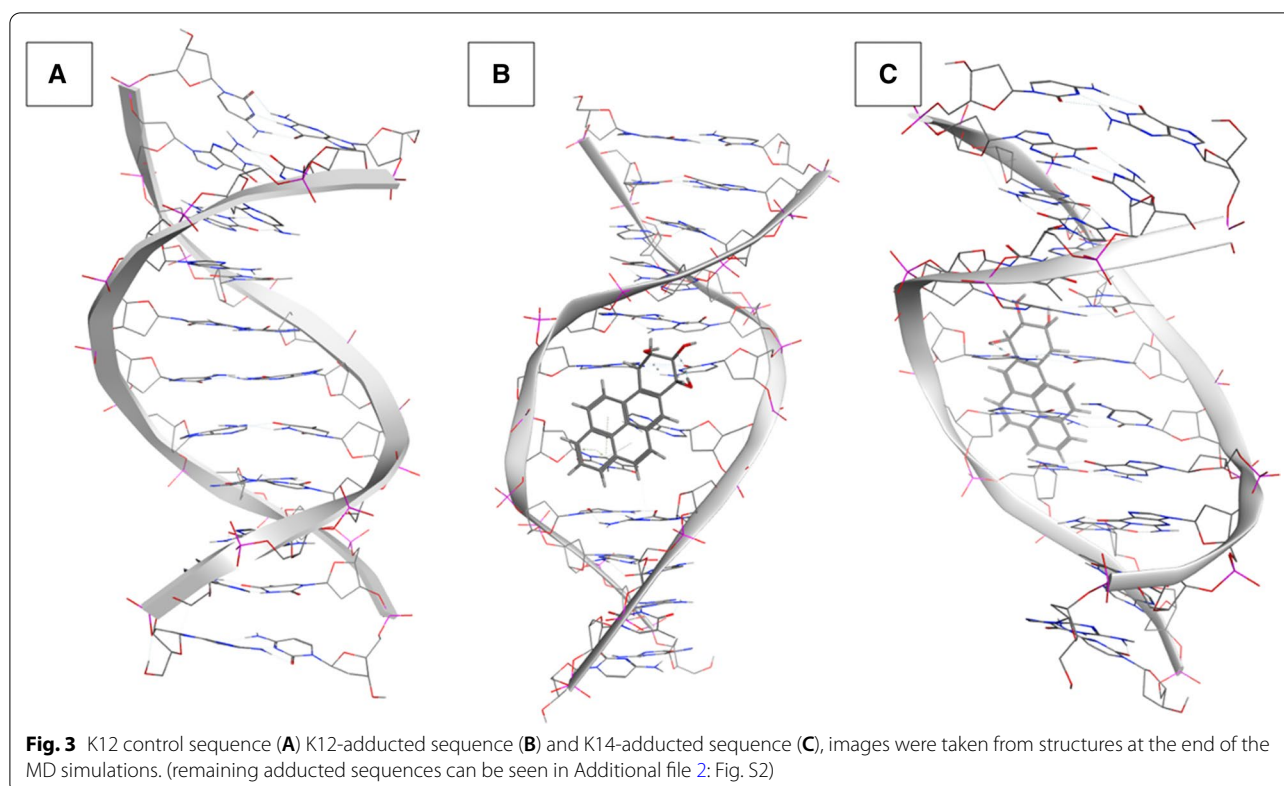 A
B
C
Fig. 3 K12 control sequence (A) K12-adducted sequence (B) and K14-adducted sequence (C), images were taken from structures at the end of the
MD simulations. (remaining adducted sequences can be seen in Additional file 2: Fig. S2)